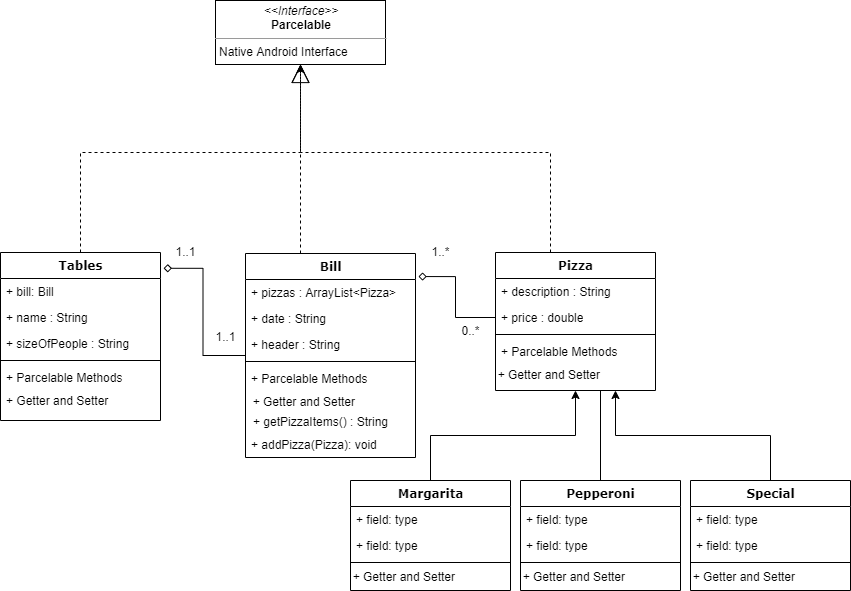 <<Interface>>
Parcelable
Native Android Interface
Tables
+ bill: Bill
+ name : String
+ sizeOfPeople : String
+ Parcelable Methods
+ Getter and Setter
1..1
1..1
Bill
+ pizzas : ArrayList<Pizza>
+ date : String
+ header : String
+ Parcelable Methods
+ Getter and Setter
+ getPizzaItems() : String
+ addPizza(Pizza): void
1..*
0..*
Pizza
+ description : String
+ price : double
+ Parcelable Methods
+ Getter and Setter
Margarita
+ field: type
+ field: type
+ Getter and Setter
Pepperoni
+ field: type
+ field: type
+ Getter and Setter
Special
+ field: type
+ field: type
+ Getter and Setter